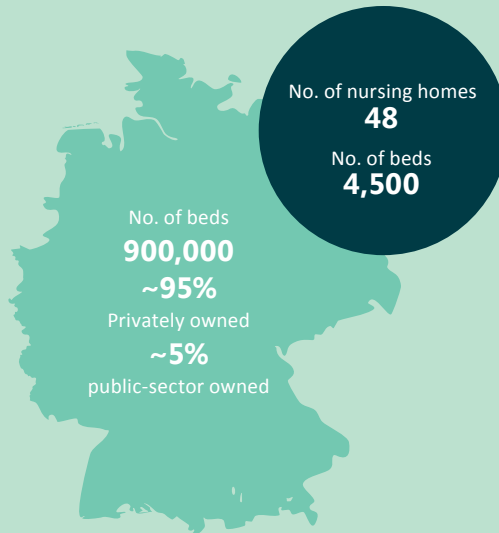 No. of nursing homes
48
No. of beds
4,500
No. of beds
900,000
~95%
Privately owned
~5%
public-sector owned